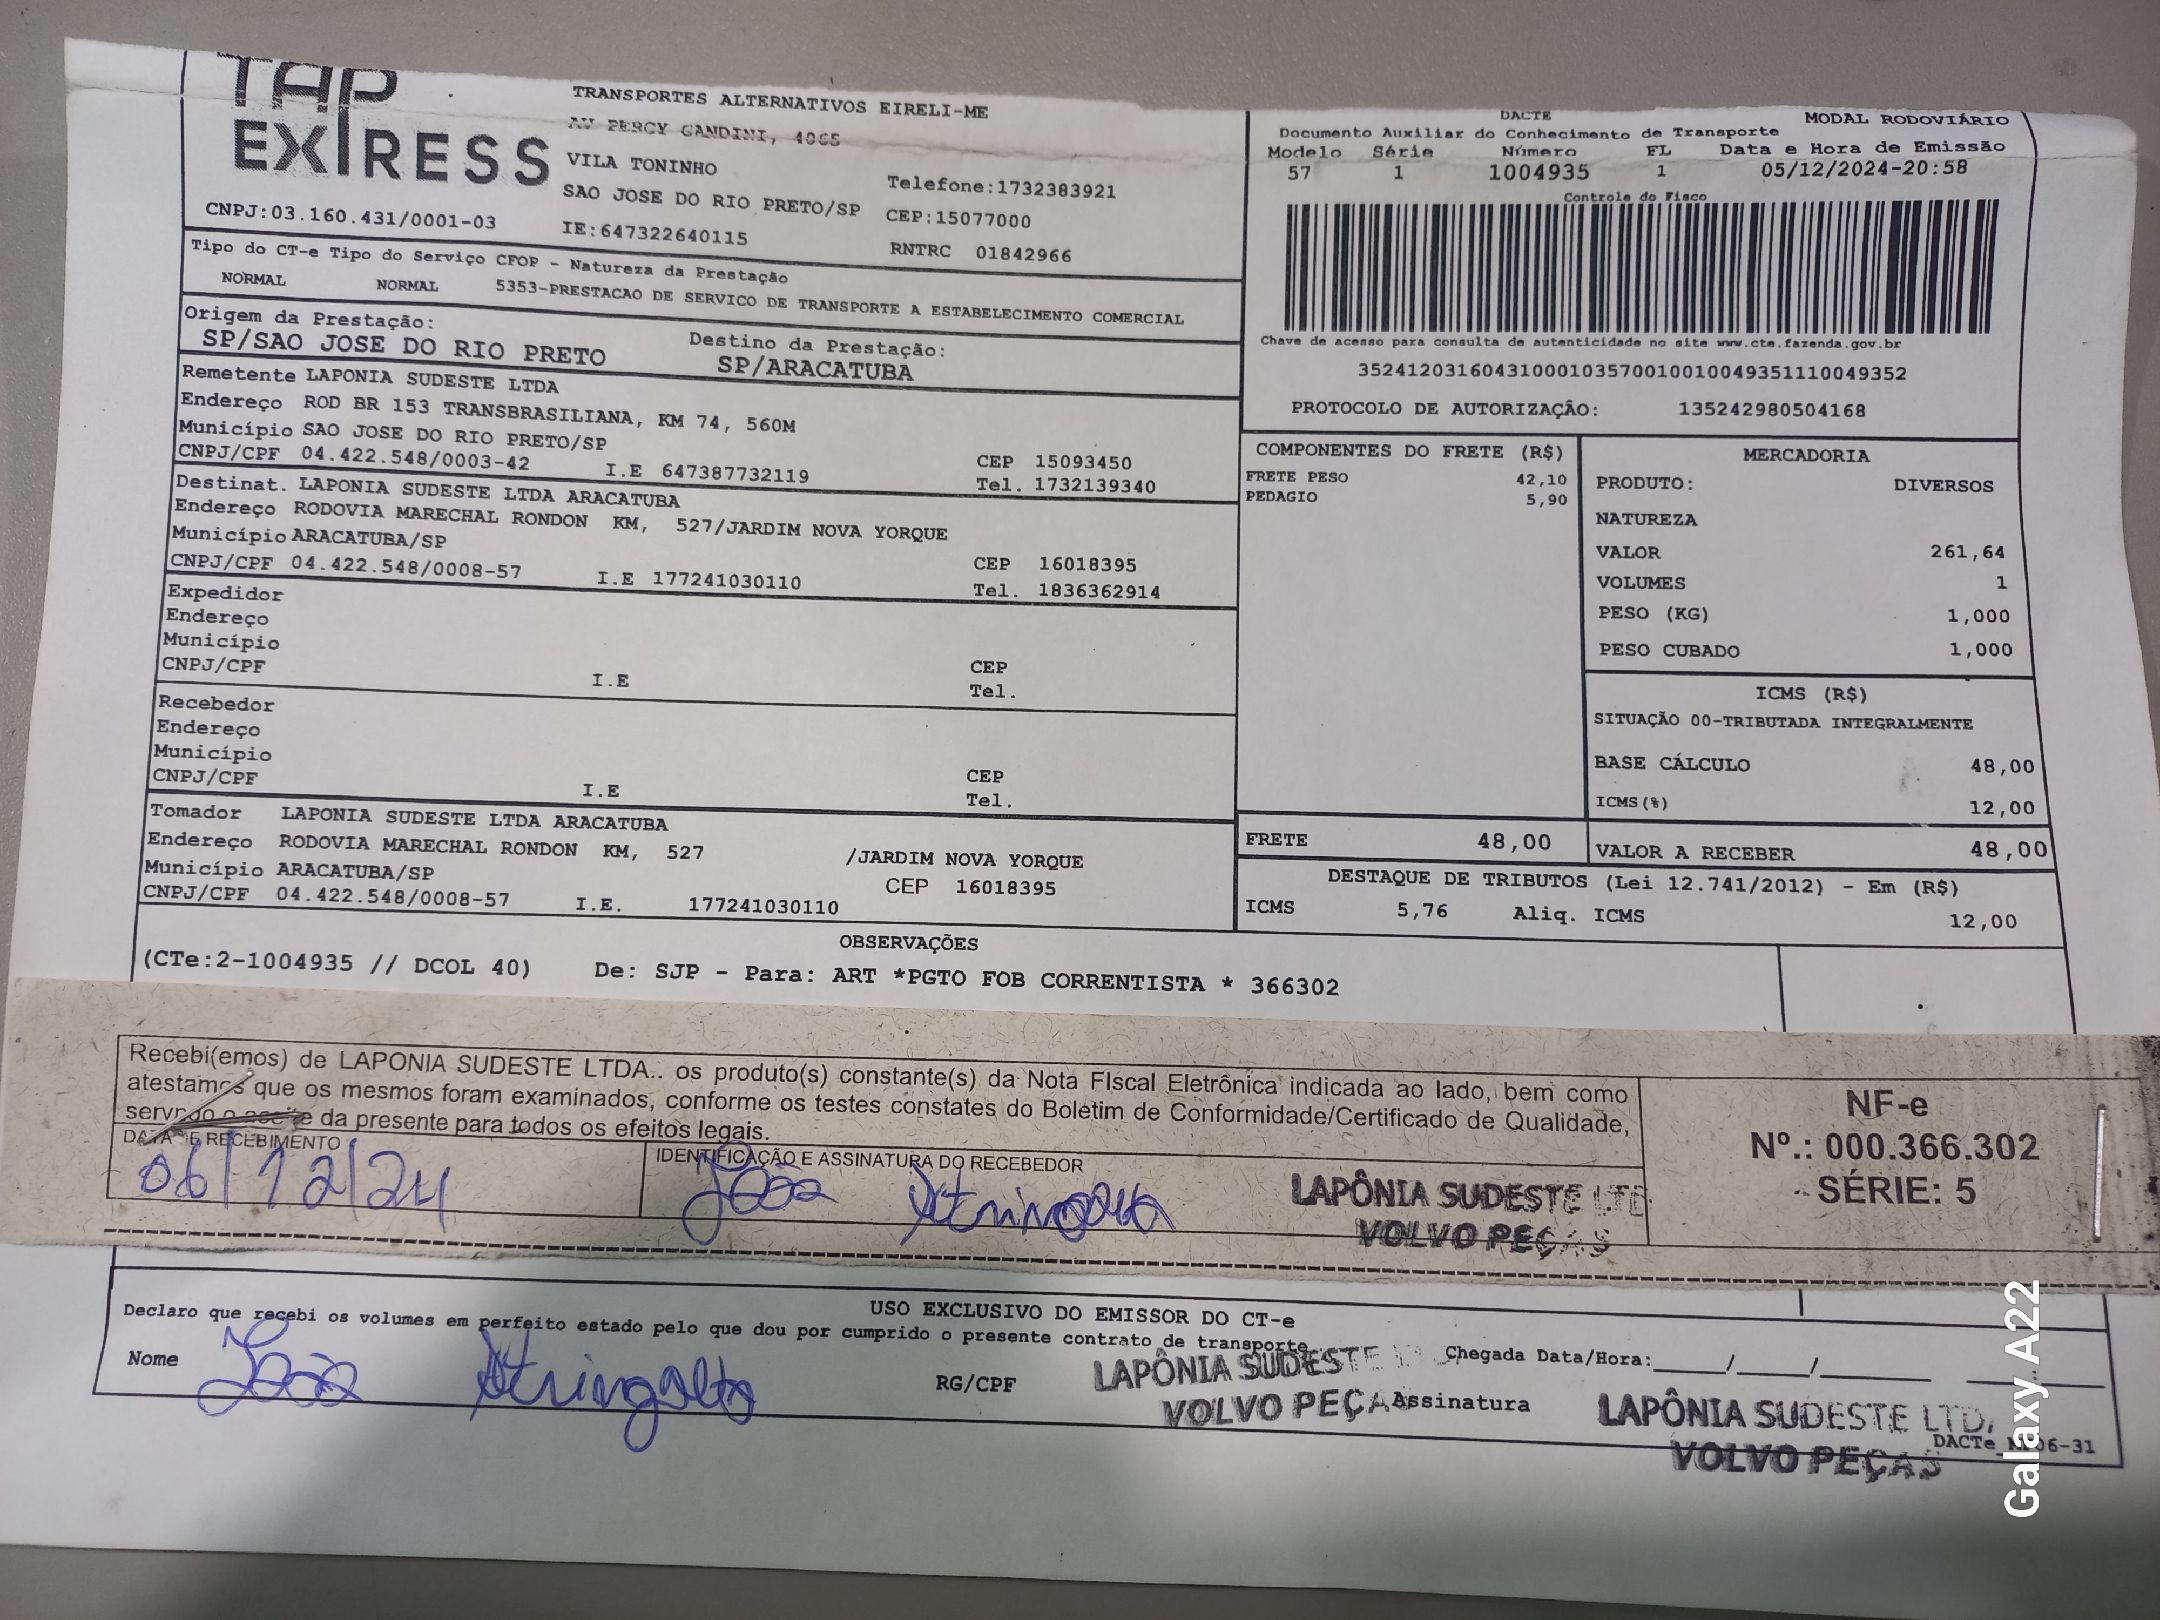 TAP
EXPRESS
TRANSPORTES ALTERNATIVOS EIRELI-ME
AV PERCY GANDINI, 4065
VILA TONINHO
SAO JOSE DO RIO PRETO/SP
Telefone:1732383921
CEP:15077000
CNPJ:03.160.431/0001-03
IE:647322640115
RNTRC 01842966
DACTE
MODAL RODOVIÁRIO
Documento Auxiliar do Conhecimento de Transporte
Modelo Série Número FL Data e Hora de Emissão
57 1 1004935 1 05/12/2024-20:58
Controle do Fisco
Chave de acesso para consulta de autenticidade no site www.cte.fazenda.gov.br
35241203160431000103570010010049351110049352
PROTOCOLO DE AUTORIZAÇÃO: 135242980504168
Tipo do CT-e Tipo do Serviço CFOP - Natureza da Prestação
NORMAL NORMAL 5353-PRESTACAO DE SERVICO DE TRANSPORTE A ESTABELECIMENTO COMERCIAL
Origem da Prestação: Destino da Prestação:
SP/SAO JOSE DO RIO PRETO SP/ARACATUBA
Remetente LAPONIA SUDESTE LTDA
Endereço ROD BR 153 TRANSBRASILIANA, KM 74, 560M
Município SAO JOSE DO RIO PRETO/SP
CEP 15093450
CNPJ/CPF 04.422.548/0003-42 I.E 647387732119 Tel. 1732139340
Destinat. LAPONIA SUDESTE LTDA ARACATUBA
Endereço RODOVIA MARECHAL RONDON KM, 527/JARDIM NOVA YORQUE
Município ARACATUBA/SP
CEP 16018395
CNPJ/CPF 04.422.548/0008-57 I.E 177241030110 Tel. 1836362914
Expedidor
Endereço
Município
CEP
CNPJ/CPF I.E Tel.
Recebedor
Endereço
Município
CEP
CNPJ/CPF I.E Tel.
Tomador LAPONIA SUDESTE LTDA ARACATUBA
Endereço RODOVIA MARECHAL RONDON KM, 527 /JARDIM NOVA YORQUE
Município ARACATUBA/SP CEP 16018395
CNPJ/CPF 04.422.548/0008-57 I.E. 177241030110
COMPONENTES DO FRETE (R$)
FRETE PESO 42,10
PEDAGIO 5,90
MERCADORIA
PRODUTO: DIVERSOS
NATUREZA
VALOR 261,64
VOLUMES 1
PESO (KG) 1,000
PESO CUBADO 1,000
ICMS (R$)
SITUAÇÃO 00-TRIBUTADA INTEGRALMENTE
BASE CÁLCULO 48,00
ICMS(%) 12,00
FRETE 48,00
VALOR A RECEBER 48,00
DESTAQUE DE TRIBUTOS (Lei 12.741/2012) - Em (R$)
ICMS 5,76 Aliq. ICMS 12,00
OBSERVAÇÕES
(CTe:2-1004935 // DCOL 40) De: SJP - Para: ART *PGTO FOB CORRENTISTA * 366302
Recebi(emos) de LAPONIA SUDESTE LTDA.. os produto(s) constante(s) da Nota FIscal Eletrônica indicada ao lado, bem como
atestamos que os mesmos foram examinados, conforme os testes constates do Boletim de Conformidade/Certificado de Qualidade,
da presente para todos os efeitos legais.
DATA DE RECEBIMENTO
06/12/24
IDENTIFICAÇÃO E ASSINATURA DO RECEBEDOR
João
LAPÔNIA SUDESTE LTD
VOLVO PEÇAS
NF-e
Nº.: 000.366.302
SÉRIE: 5
USO EXCLUSIVO DO EMISSOR DO CT-e
Declaro que recebi os volumes em perfeito estado pelo que dou por cumprido o presente contrato de transporte.
Nome João
RG/CPF
LAPÔNIA SUDESTE
VOLVO PEÇA
Chegada Data/Hora:____/____/______ ______
Assinatura
LAPÔNIA SUDESTE LTD,
VOLVO PEÇAS
Galaxy A22